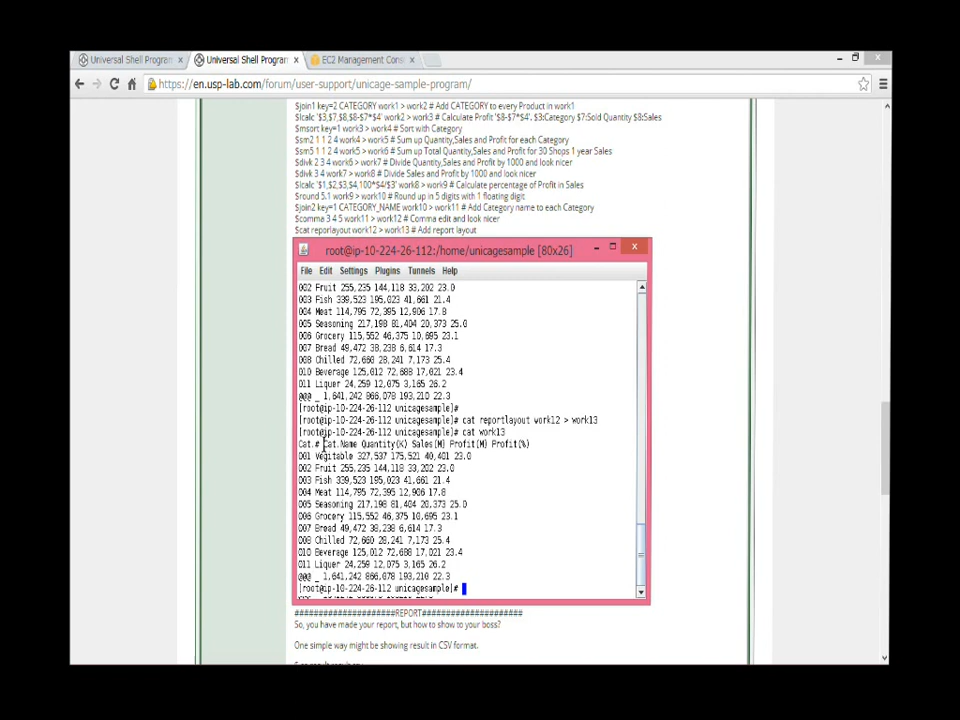 Universal Shell Program
Universal Shell Program
EC2 Management Cons
https://en.usp-lab.com/forum/user-support/unicage-sample-program/
$join1 key=2 CATEGORY work1 > work2 # Add CATEGORY to every Product in work1
$lcalc '$3,$7,$8,$8-$7*$4' work2 > work3 # Calculate Profit '$8-$7*$4'. $3:Category $7:Sold Quantity $8:Sales
$msort key=1 work3 > work4 # Sort with Category
$sm2 1 1 2 4 work4 > work5 # Sum up Quantity,Sales and Profit for each Category
$sm5 1 1 2 4 work5 > work6 # Sum up Total Quantity,Sales and Profit for 30 Shops 1 year Sales
$divk 2 3 4 work6 > work7 # Divide Quantity,Sales and Profit by 1000 and look nicer
$divk 3 4 work7 > work8 # Divide Sales and Profit by 1000 and look nicer
$lcalc '$1,$2,$3,$4,100*$4/$3' work8 > work9 # Calculate percentage of Profit in Sales
$round 5.1 work9 > work10 # Round up in 5 digits with 1 floating digit
$join2 key=1 CATEGORY_NAME work10 > work11 # Add Category name to each Category
$comma 3 4 5 work11 > work12 # Comma edit and look nicer
$cat reporlayout work12 > work13 # Add report layout
root@ip-10-224-26-112:/home/unicagesample [80x26]
File Edit Settings Plugins Tunnels Help
002 Fruit 255,235 144,118 33,202 23.0
003 Fish 339,523 195,023 41,661 21.4
004 Meat 114,795 72,395 12,906 17.8
005 Seasoning 217,198 81,404 20,373 25.0
006 Grocery 115,552 46,375 10,695 23.1
007 Bread 49,472 38,238 6,614 17.3
008 Chilled 72,660 28,241 7,173 25.4
010 Beverage 125,012 72,688 17,021 23.4
011 Liquer 24,259 12,075 3,165 26.2
@@@ _ 1,641,242 866,078 193,210 22.3
[root@ip-10-224-26-112 unicagesample]#
[root@ip-10-224-26-112 unicagesample]# cat reportlayout work12 > work13
[root@ip-10-224-26-112 unicagesample]# cat work13
Cat.# Cat.Name Quantity(K) Sales(M) Profit(M) Profit(%)
001 Vegitable 327,537 175,521 40,401 23.0
002 Fruit 255,235 144,118 33,202 23.0
003 Fish 339,523 195,023 41,661 21.4
004 Meat 114,795 72,395 12,906 17.8
005 Seasoning 217,198 81,404 20,373 25.0
006 Grocery 115,552 46,375 10,695 23.1
007 Bread 49,472 38,238 6,614 17.3
008 Chilled 72,660 28,241 7,173 25.4
010 Beverage 125,012 72,688 17,021 23.4
011 Liquer 24,259 12,075 3,165 26.2
@@@ _ 1,641,242 866,078 193,210 22.3
[root@ip-10-224-26-112 unicagesample]#
#####################REPORT#####################
So, you have made your report, but how to show to your boss?
One simple way might be showing result in CSV format.